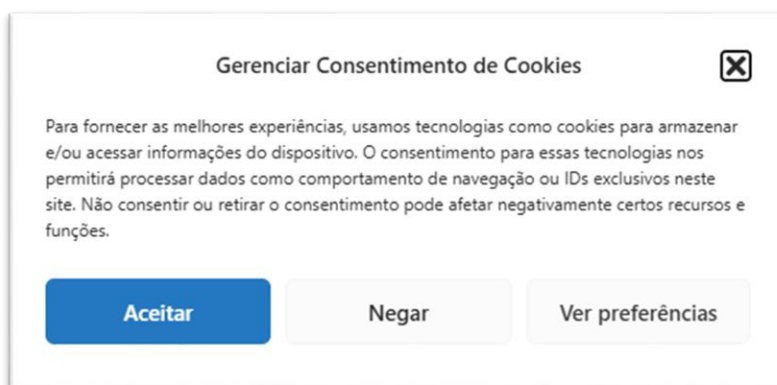 Gerenciar Consentimento de Cookies
Para fornecer as melhores experiências, usamos tecnologias como cookies para armazenar
e/ou acessar informações do dispositivo. O consentimento para essas tecnologias nos
permitirá processar dados como comportamento de navegação ou IDs exclusivos neste
site. Não consentir ou retirar o consentimento pode afetar negativamente certos recursos e
funções.
Aceitar Negar Ver preferências